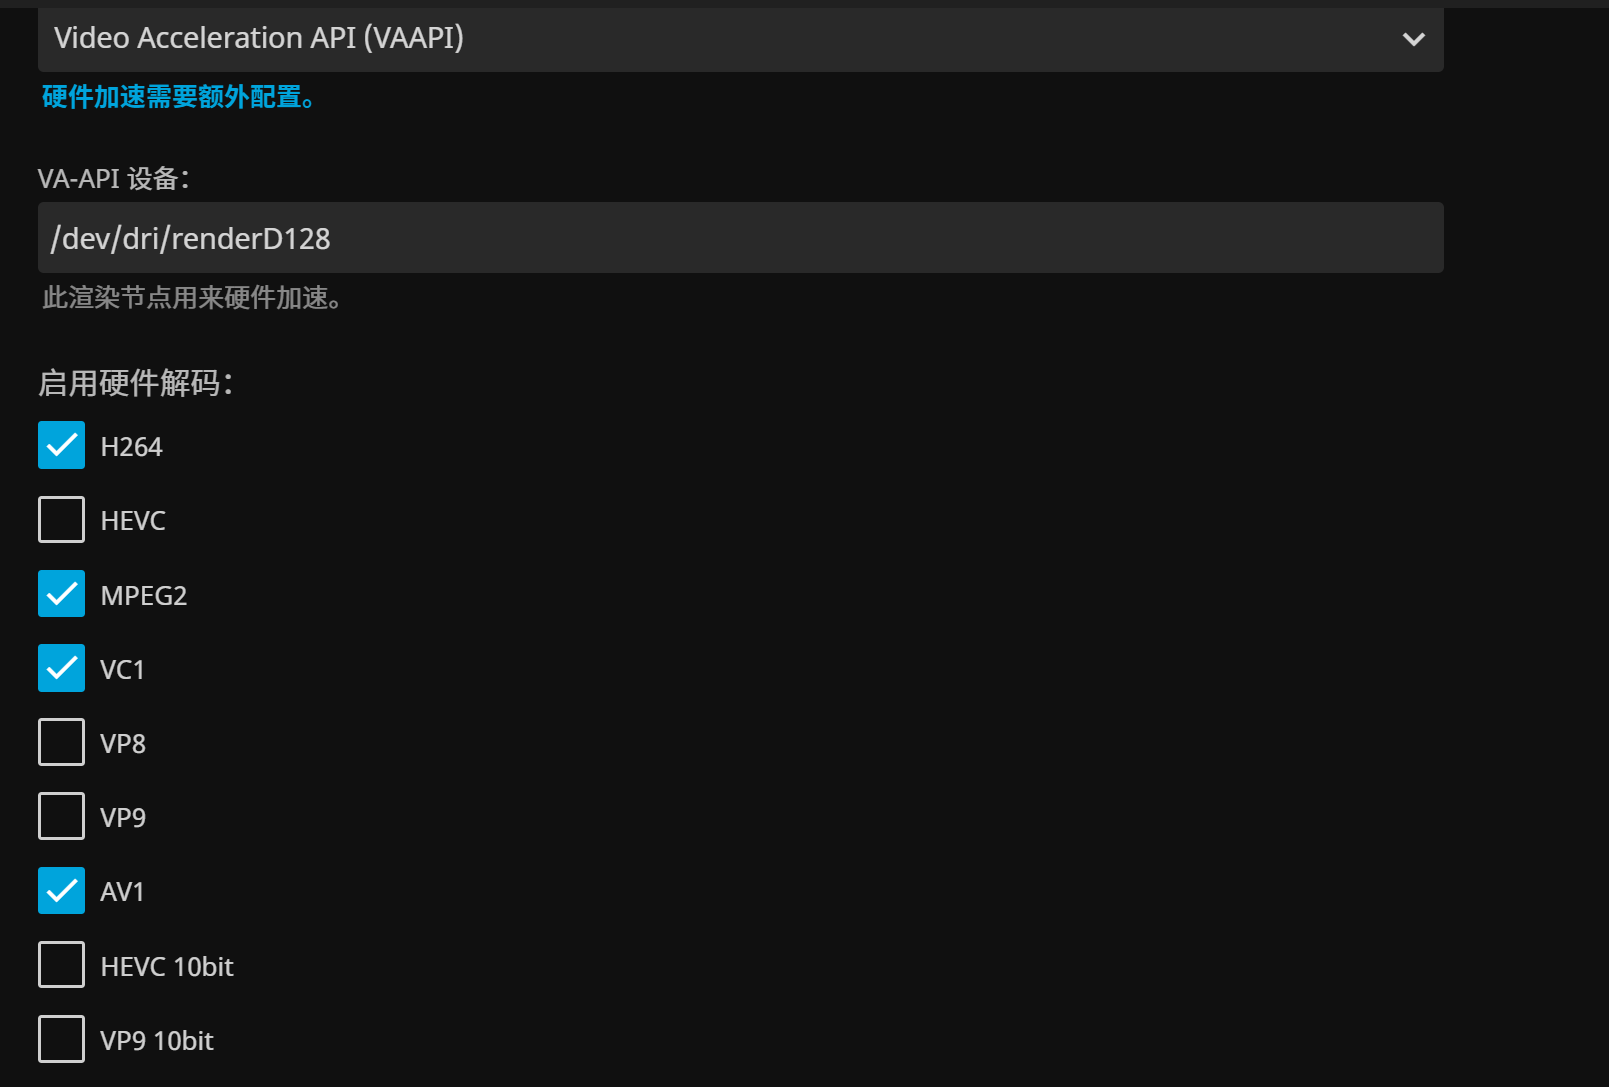 Video Acceleration API (VAAPI)
硬件加速需要额外配置。
VA-API 设备：
/dev/dri/renderD128
此渲染节点用来硬件加速。
启用硬件解码：
H264
HEVC
MPEG2
VC1
VP8
VP9
AV1
HEVC 10bit
VP9 10bit